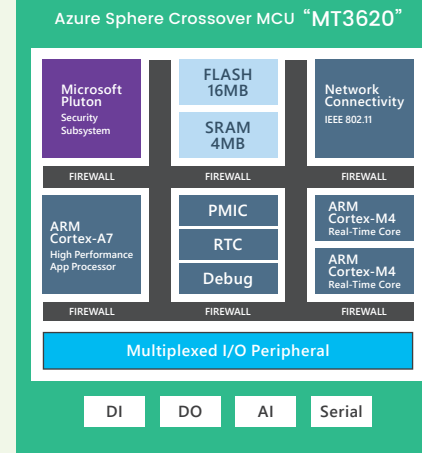 Azure Sphere Crossover MCU “MT3620”
Microsoft
Pluton
Security
Subsystem
FLASH
16MB
SRAM
4MB
Network
Connectivity
IEEE 802.11
FIREWALL
FIREWALL
FIREWALL
ARM
Cortex-A7
High Performance
App Processor
PMIC
RTC
Debug
ARM
Cortex-M4
Real-Time Core
ARM
Cortex-M4
Real-Time Core
FIREWALL
FIREWALL
FIREWALL
Multiplexed I/O Peripheral
DI
DO
AI
Serial